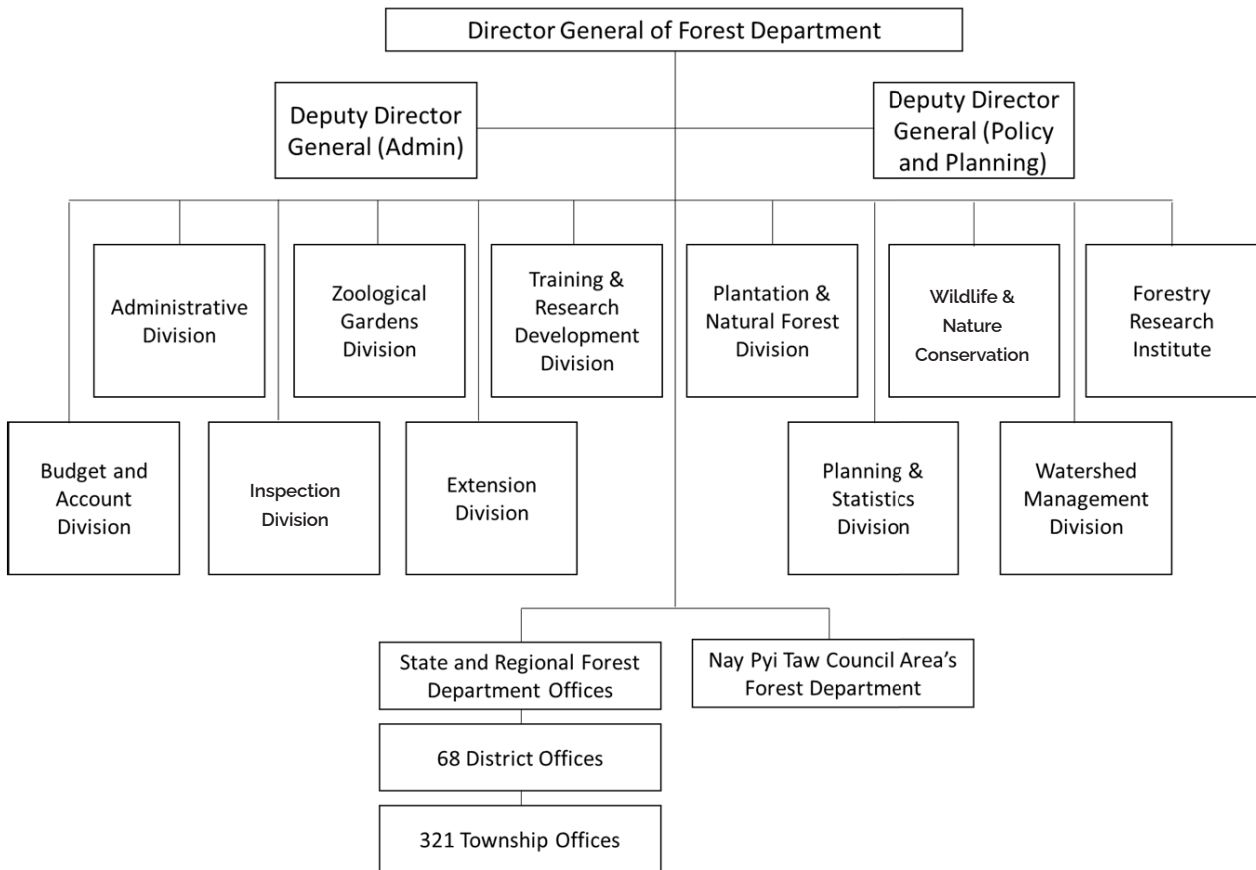 Director General of Forest Department
Deputy Director
General (Admin)
Deputy Director
General (Policy
and Planning)
Administrative
Division
Zoological
Gardens
Division
Training &
Research
Development
Division
Plantation &
Natural Forest
Division
Wildlife &
Nature
Conservation
Forestry
Research
Institute
Budget and
Account
Division
Inspection
Division
Extension
Division
Planning &
Statistics
Division
Watershed
Management
Division
State and Regional Forest
Department Offices
Nay Pyi Taw Council Area’s
Forest Department
68 District Offices
321 Township Offices